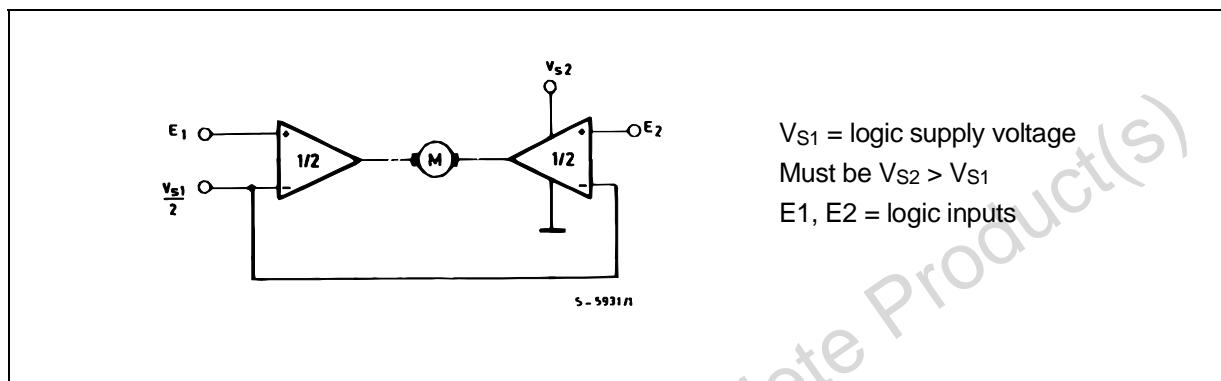 Vs2
E1
+
1/2
−
Vs1
2
M
+
1/2
−
E2
S-5931/1
VS1 = logic supply voltage
Must be VS2 > VS1
E1, E2 = logic inputs
lete Product(s)